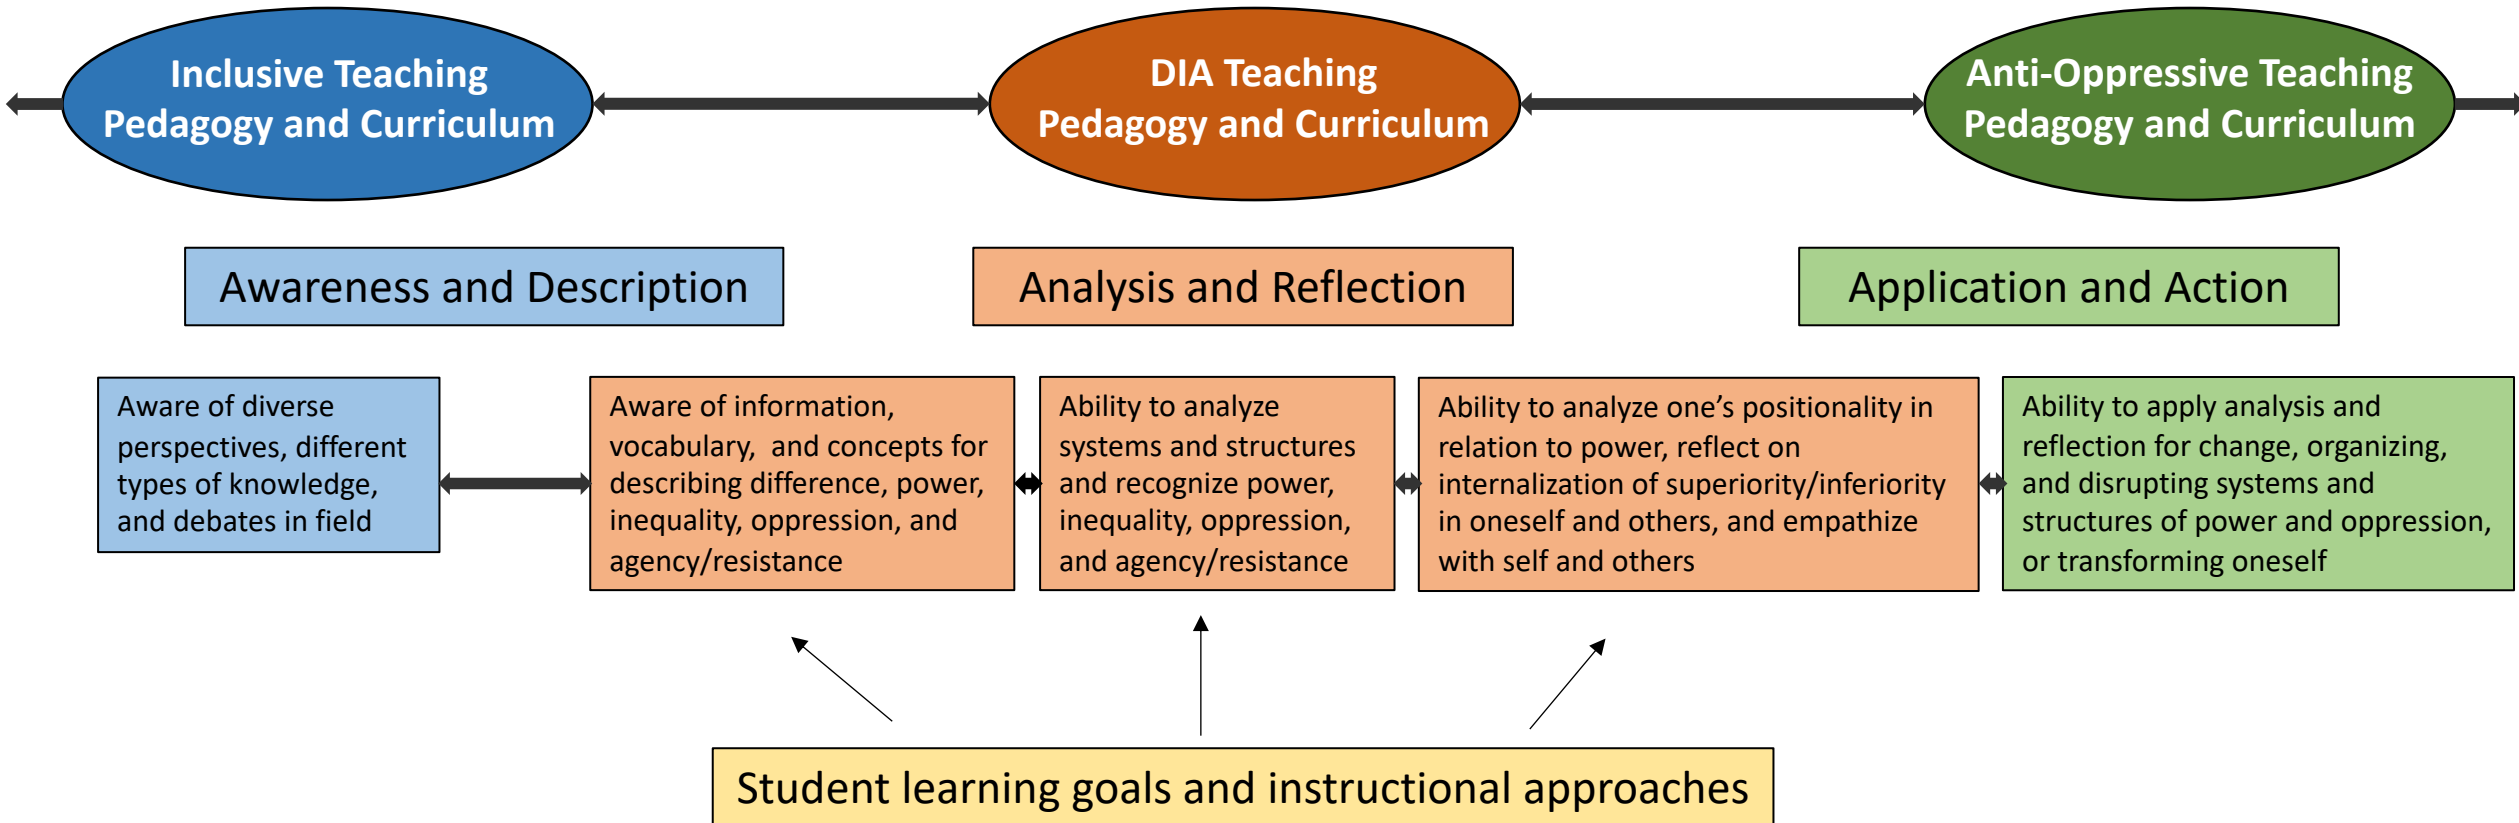 Inclusive Teaching
Pedagogy and Curriculum
DIA Teaching
Pedagogy and Curriculum
Anti-Oppressive Teaching
Pedagogy and Curriculum
Awareness and Description
Analysis and Reflection
Application and Action
Aware of diverse
perspectives, different
types of knowledge,
and debates in field
Aware of information,
vocabulary, and concepts for
describing difference, power,
inequality, oppression, and
agency/resistance
Ability to analyze
systems and structures
and recognize power,
inequality, oppression,
and agency/resistance
Ability to analyze one’s positionality in
relation to power, reflect on
internalization of superiority/inferiority
in oneself and others, and empathize
with self and others
Ability to apply analysis and
reflection for change, organizing,
and disrupting systems and
structures of power and oppression,
or transforming oneself
Student learning goals and instructional approaches